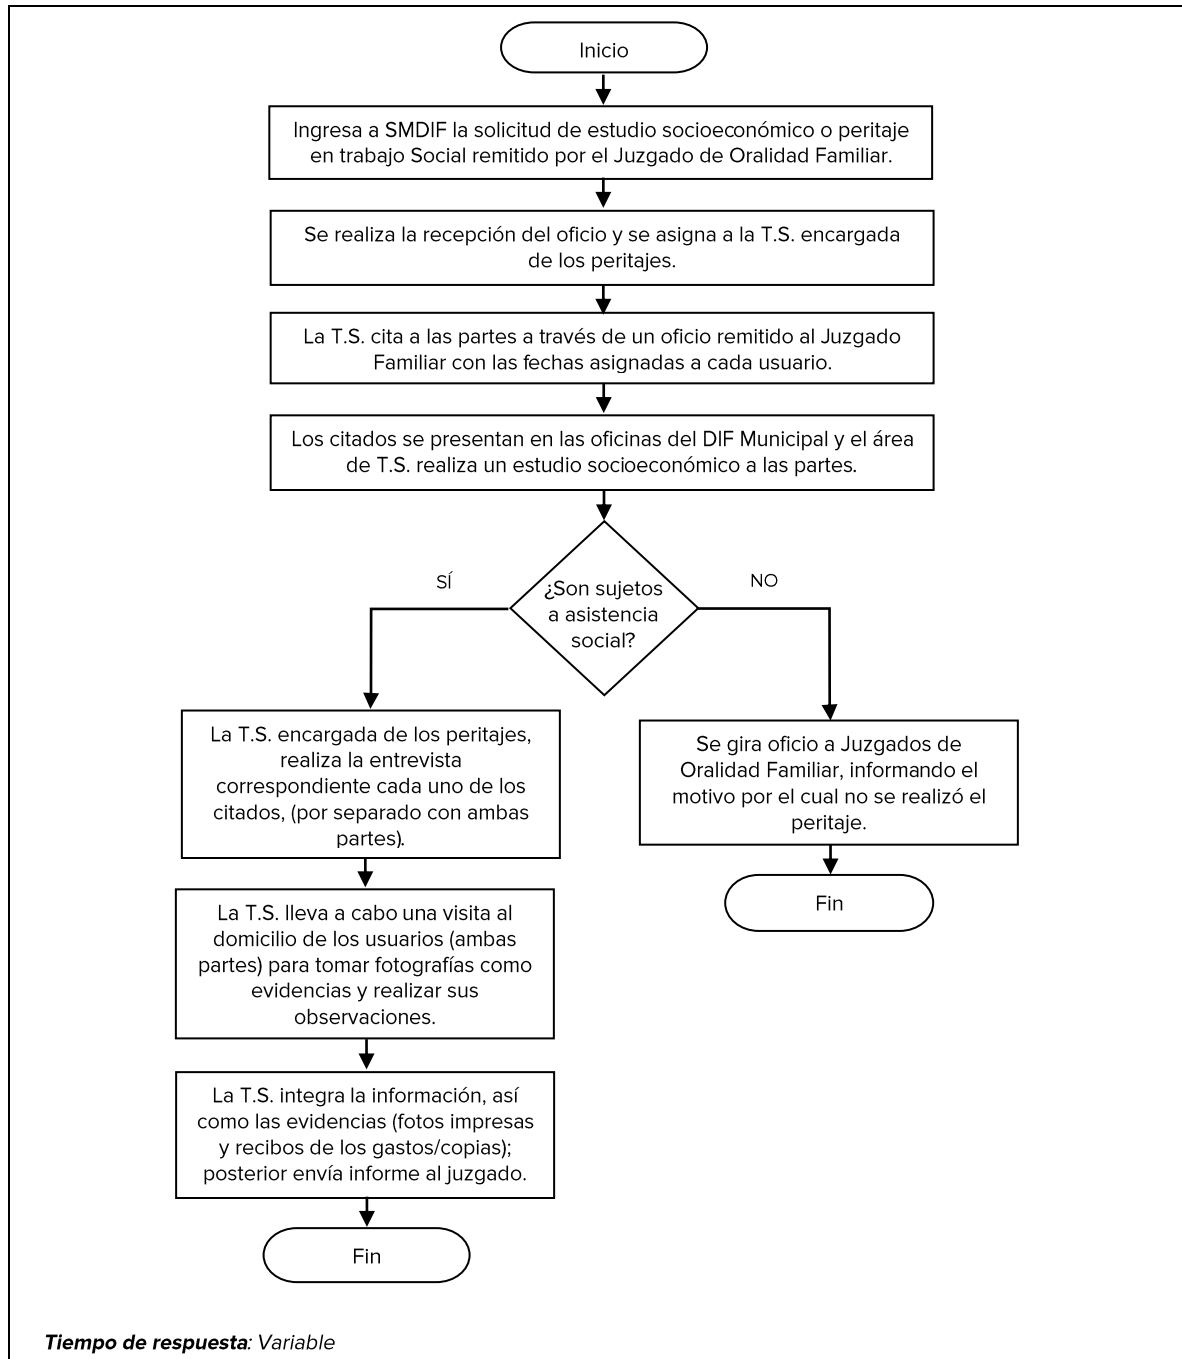 Inicio
Ingresa a SMDIF la solicitud de estudio socioeconómico o peritaje
en trabajo Social remitido por el Juzgado de Oralidad Familiar.
Se realiza la recepción del oficio y se asigna a la T.S. encargada
de los peritajes.
La T.S. cita a las partes a través de un oficio remitido al Juzgado
Familiar con las fechas asignadas a cada usuario.
Los citados se presentan en las oficinas del DIF Municipal y el área
de T.S. realiza un estudio socioeconómico a las partes.
¿Son sujetos
a asistencia
social?
SÍ
NO
La T.S. encargada de los peritajes,
realiza la entrevista
correspondiente cada uno de los
citados, (por separado con ambas
partes).
La T.S. lleva a cabo una visita al
domicilio de los usuarios (ambas
partes) para tomar fotografías como
evidencias y realizar sus
observaciones.
La T.S. integra la información, así
como las evidencias (fotos impresas
y recibos de los gastos/copias);
posterior envía informe al juzgado.
Fin
Se gira oficio a Juzgados de
Oralidad Familiar, informando el
motivo por el cual no se realizó el
peritaje.
Fin
Tiempo de respuesta: Variable